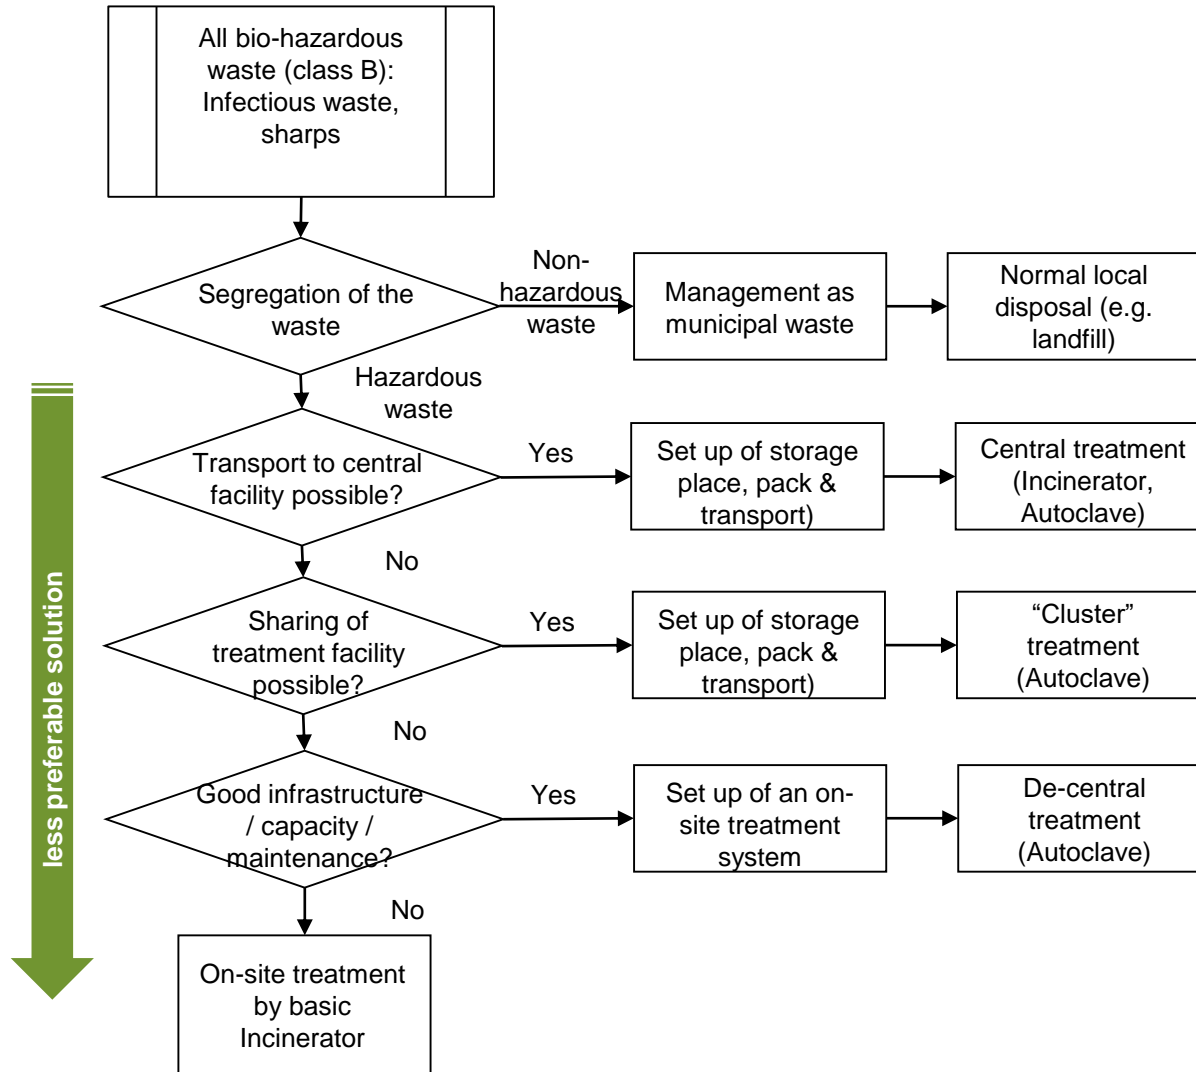 All bio-hazardous
waste (class B):
Infectious waste,
sharps
Segregation of the
waste
Non-
hazardous
waste
Management as
municipal waste
Normal local
disposal (e.g.
landfill)
Hazardous
waste
Transport to central
facility possible?
Yes
Set up of storage
place, pack &
transport)
Central treatment
(Incinerator,
Autoclave)
No
Sharing of
treatment facility
possible?
Yes
Set up of storage
place, pack &
transport)
“Cluster”
treatment
(Autoclave)
No
Good infrastructure
/ capacity /
maintenance?
Yes
Set up of an on-
site treatment
system
De-central
treatment
(Autoclave)
No
On-site treatment
by basic
Incinerator
less preferable solution